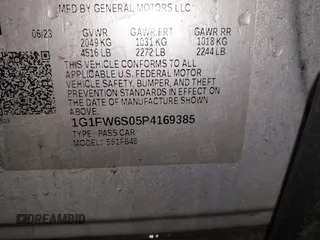 MFD BY GENERAL MOTORS LLC
06/23 GVWR GAWR FRT GAWR RR
2049 KG 1031 KG 1018 KG
4516 LB 2272 LB 2244 LB
THIS VEHICLE CONFORMS TO ALL
APPLICABLE U.S. FEDERAL MOTOR
VEHICLE SAFETY, BUMPER, AND THEFT
PREVENTION STANDARDS IN EFFECT ON
THE DATE OF MANUFACTURE SHOWN
ABOVE.
1G1FW6S05P4169385
TYPE: PASS CAR
MODEL:
DREAMBID